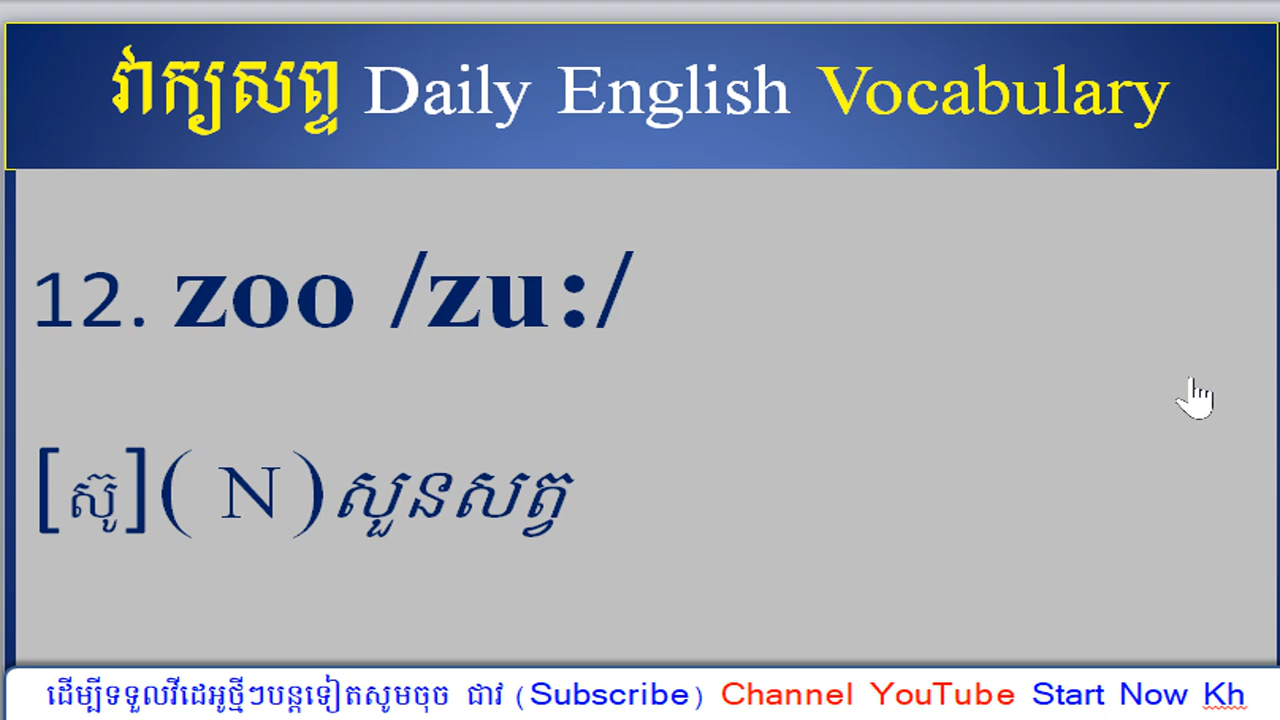 វាក្យសព្ទ Daily English Vocabulary
12. zoo /zu:/
[ស៊ូ]( N)សួនសត្វ
ដើម្បីទទួលវីដេអូថ្មីៗបន្តទៀតសូមចុច ជាវ (Subscribe) Channel YouTube Start Now Kh